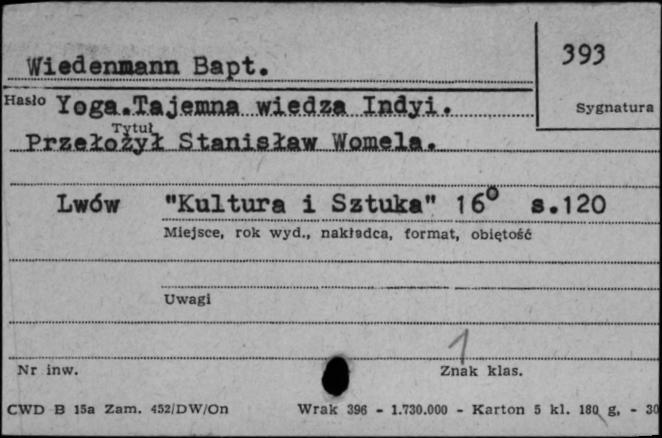 393
Wiedenmann Bapt.
Hasło Yoga.Tajemna wiedza Indyi.
Sygnatura
Tytuł
Przełożył Stanisław Womela.
Lwów "Kultura i Sztuka" 16° s.120
Miejsce, rok wyd., nakładca, format, objętość
Uwagi
1
Nr inw. Znak klas.
CWD B 15a Zam. 452/DW/On Wrak 396 - 1.730.000 - Karton 5 kl. 180 g, - 30